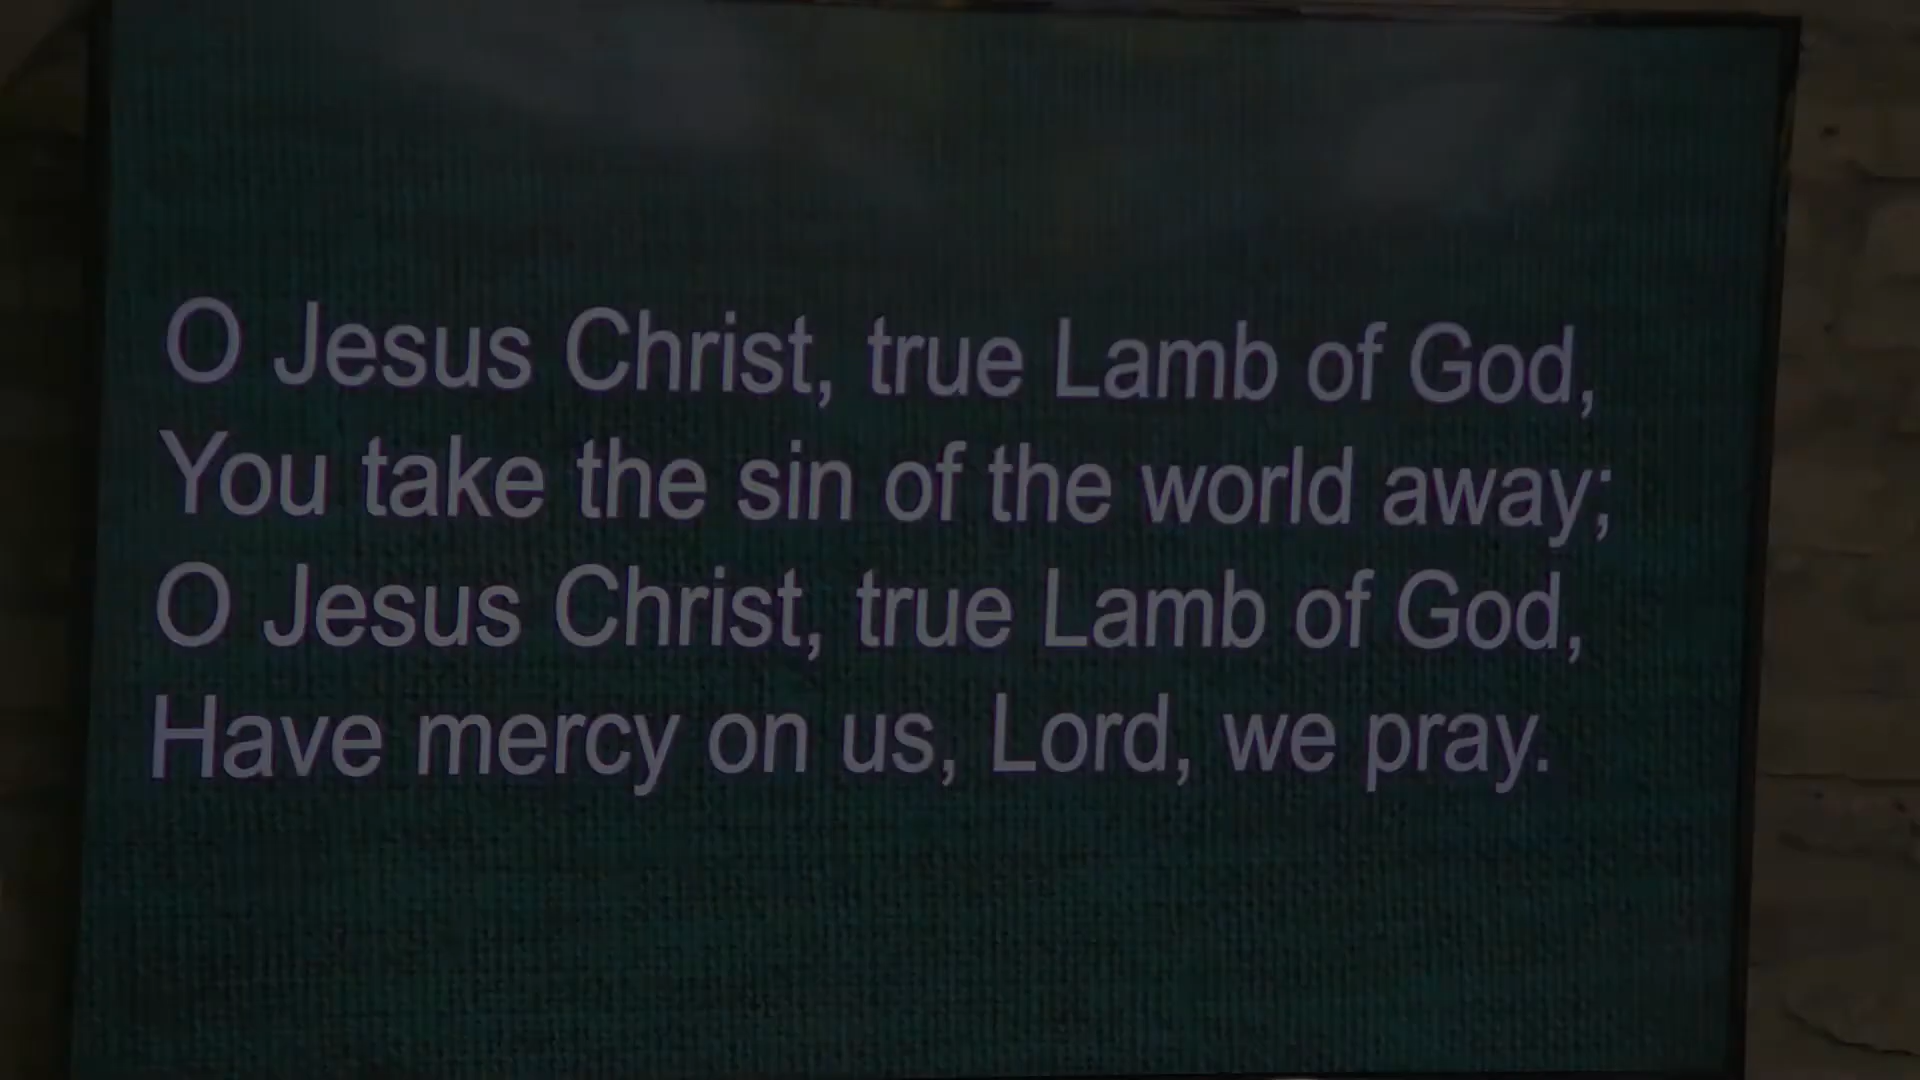 O Jesus Christ, true Lamb of God,
You take the sin of the world away;
O Jesus Christ, true Lamb of God,
Have mercy on us, Lord, we pray.